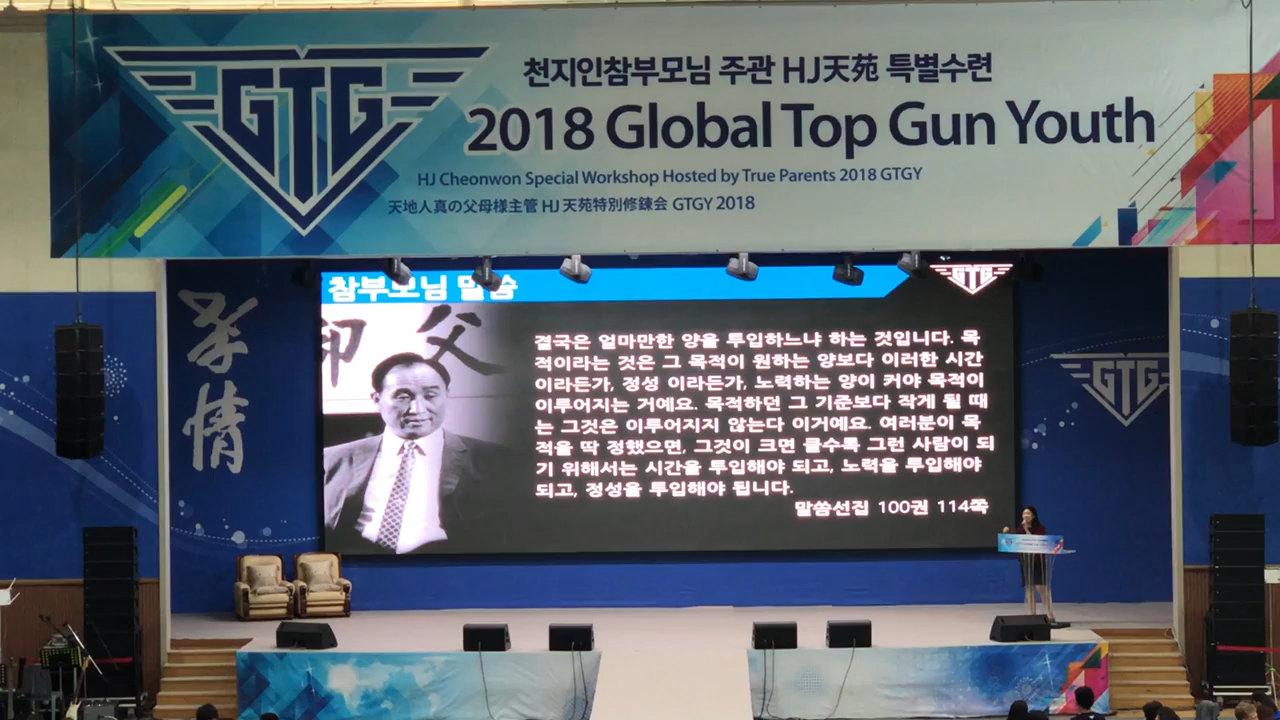 GTG
천지인참부모님 주관 HJ天苑 특별수련
2018 Global Top Gun Youth
HJ Cheonwon Special Workshop Hosted by True Parents 2018 GTGY
天地人真の父母様主管 HJ 天苑特別修錬会 GTGY 2018
참부모님 말씀
GTG
父
결국은 얼마만한 양을 투입하느냐 하는 것입니다. 목
적이라는 것은 그 목적이 원하는 양보다 이러한 시간
이라든가, 정성 이라든가, 노력하는 양이 커야 목적이
이루어지는 거예요. 목적하던 그 기준보다 작게 될 때
는 그것은 이루어지지 않는다 이거예요. 여러분이 목
적을 딱 정했으면, 그것이 크면 클수록 그런 사람이 되
기 위해서는 시간을 투입해야 되고, 노력을 투입해야
되고, 정성을 투입해야 됩니다.
말씀선집 100권 114쪽
孝情
GTG